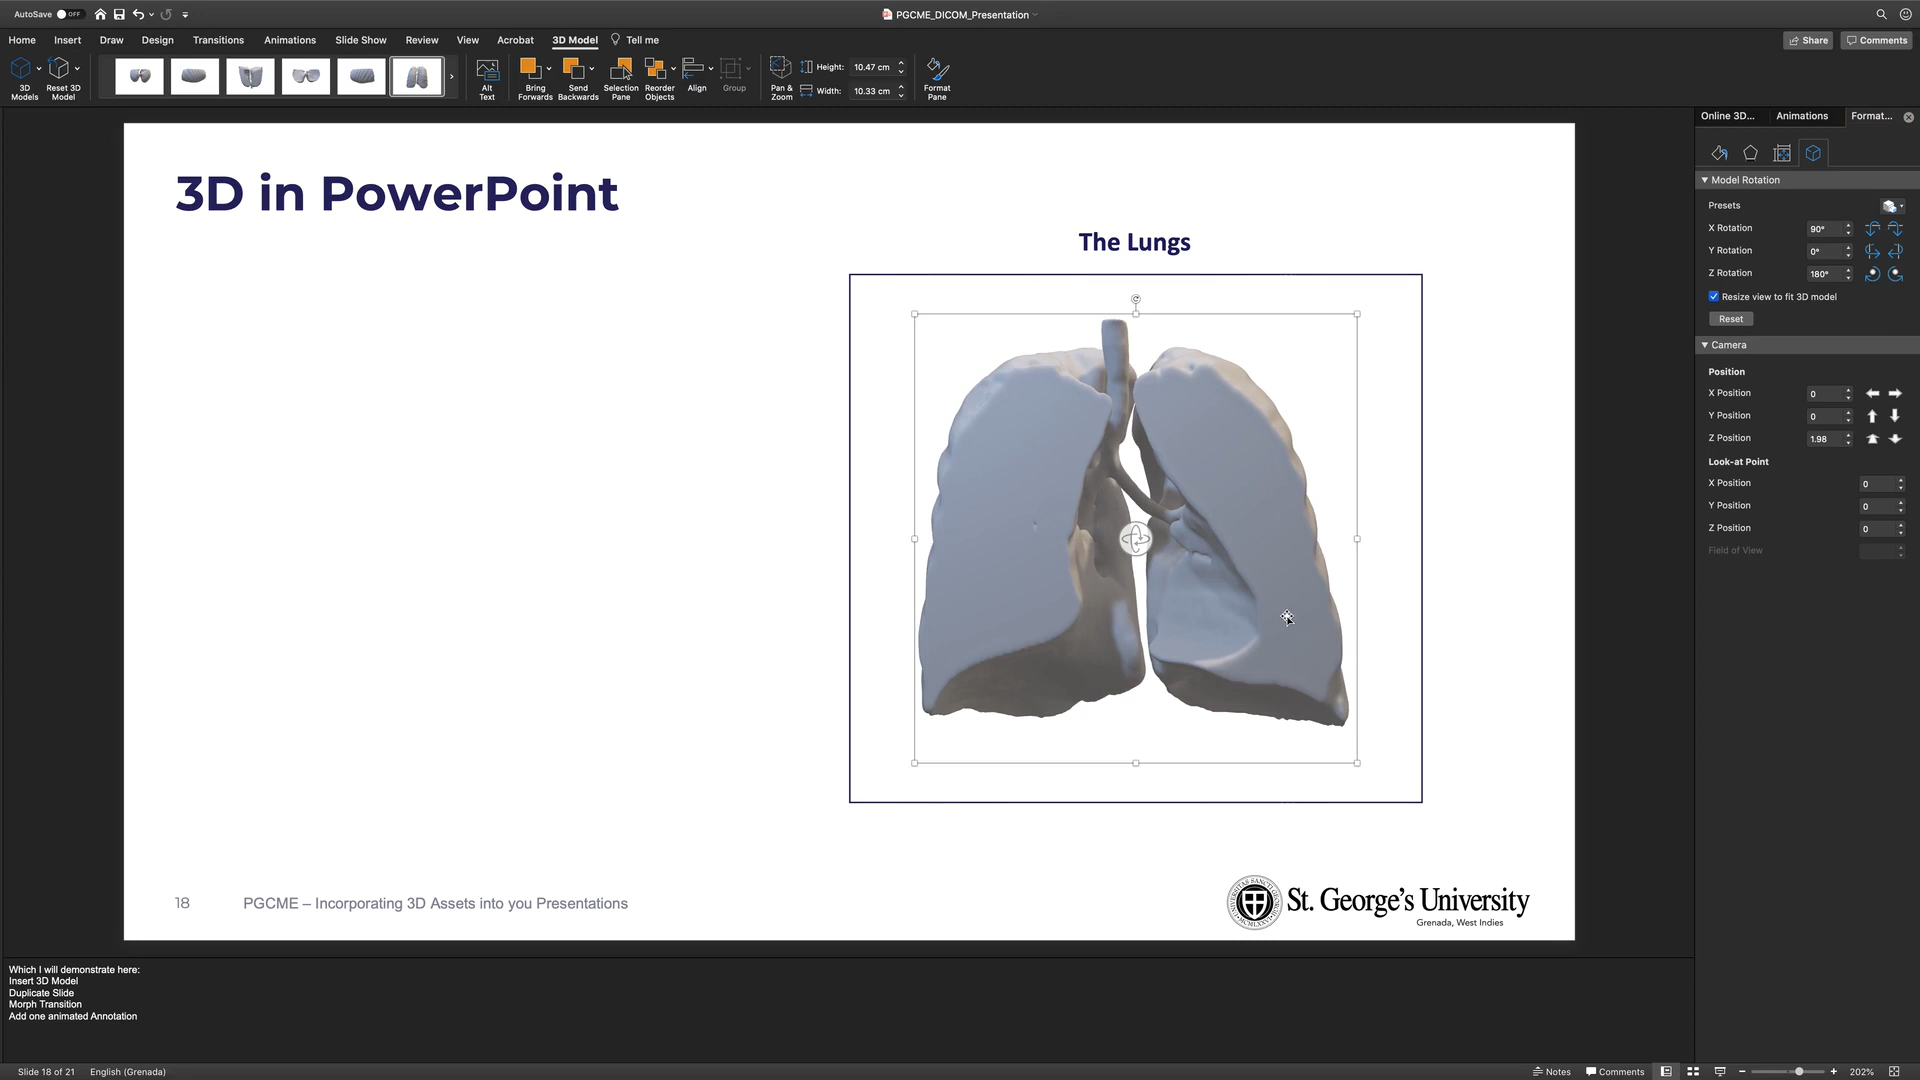 AutoSave OFF
PGCME_DICOM_Presentation
Home Insert Draw Design Transitions Animations Slide Show Review View Acrobat 3D Model Tell me
Share Comments
3D Models
Reset 3D Model
Alt Text
Bring Forwards
Send Backwards
Selection Pane
Reorder Objects
Align
Group
Pan & Zoom
Height: 10.47 cm
Width: 10.33 cm
Format Pane
Online 3D... Animations Format...
Model Rotation
Presets
X Rotation 90°
Y Rotation 0°
Z Rotation 180°
Resize view to fit 3D model
Reset
Camera
Position
X Position 0
Y Position 0
Z Position 1.98
Look-at Point
X Position 0
Y Position 0
Z Position 0
Field of View
3D in PowerPoint
The Lungs
18 PGCME – Incorporating 3D Assets into you Presentations
St. George's University
Grenada, West Indies
Which I will demonstrate here:
Insert 3D Model
Duplicate Slide
Morph Transition
Add one animated Annotation
Slide 18 of 21 English (Grenada)
Notes Comments 202%